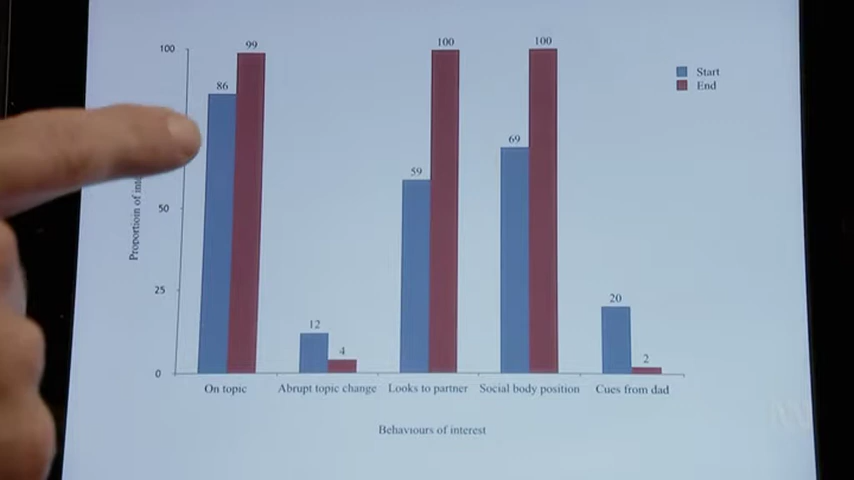 100
99
100
100
Start
End
86
69
59
50
Proportioin of
25
20
12
4
2
0
On topic
Abrupt topic change
Looks to partner
Social body position
Cues from dad
Behaviours of interest